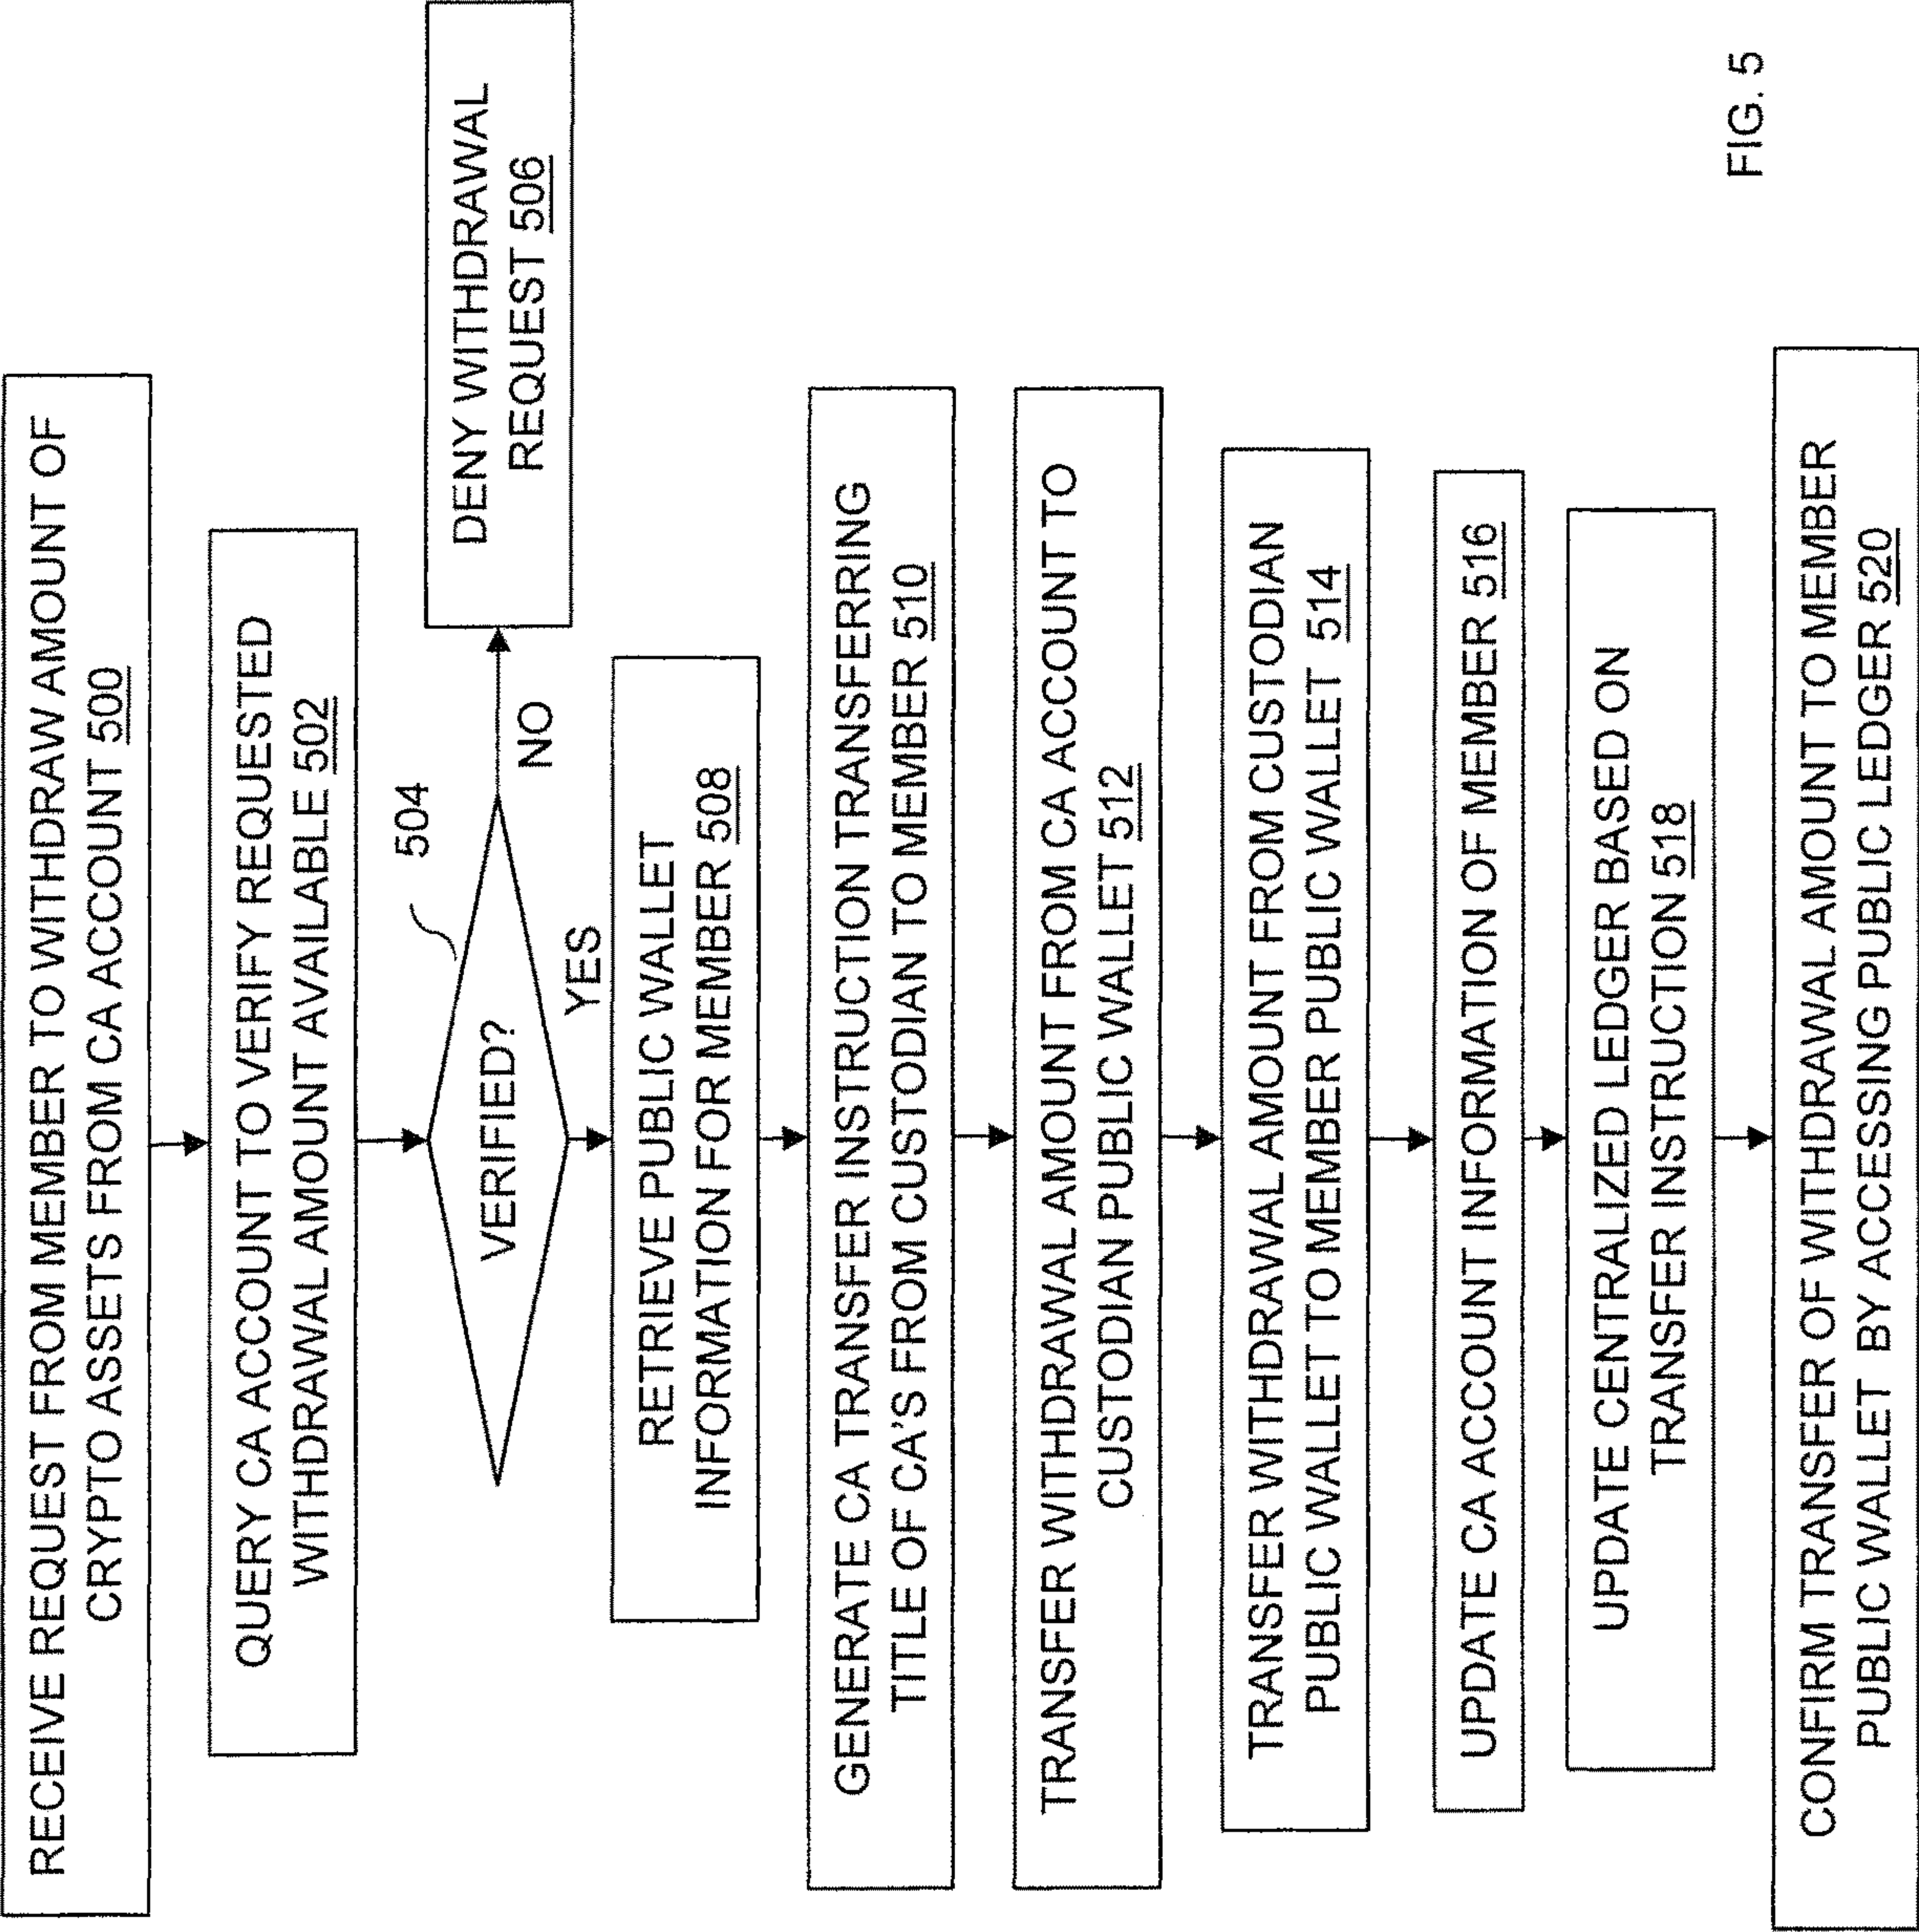 RECEIVE REQUEST FROM MEMBER TO WITHDRAW AMOUNT OF
CRYPTO ASSETS FROM CA ACCOUNT 500
QUERY CA ACCOUNT TO VERIFY REQUESTED
WITHDRAWAL AMOUNT AVAILABLE 502
504
VERIFIED?
NO
DENY WITHDRAWAL
REQUEST 506
YES
RETRIEVE PUBLIC WALLET
INFORMATION FOR MEMBER 508
GENERATE CA TRANSFER INSTRUCTION TRANSFERRING
TITLE OF CA'S FROM CUSTODIAN TO MEMBER 510
TRANSFER WITHDRAWAL AMOUNT FROM CA ACCOUNT TO
CUSTODIAN PUBLIC WALLET 512
TRANSFER WITHDRAWAL AMOUNT FROM CUSTODIAN
PUBLIC WALLET TO MEMBER PUBLIC WALLET 514
UPDATE CA ACCOUNT INFORMATION OF MEMBER 516
UPDATE CENTRALIZED LEDGER BASED ON
TRANSFER INSTRUCTION 518
CONFIRM TRANSFER OF WITHDRAWAL AMOUNT TO MEMBER
PUBLIC WALLET BY ACCESSING PUBLIC LEDGER 520
FIG. 5